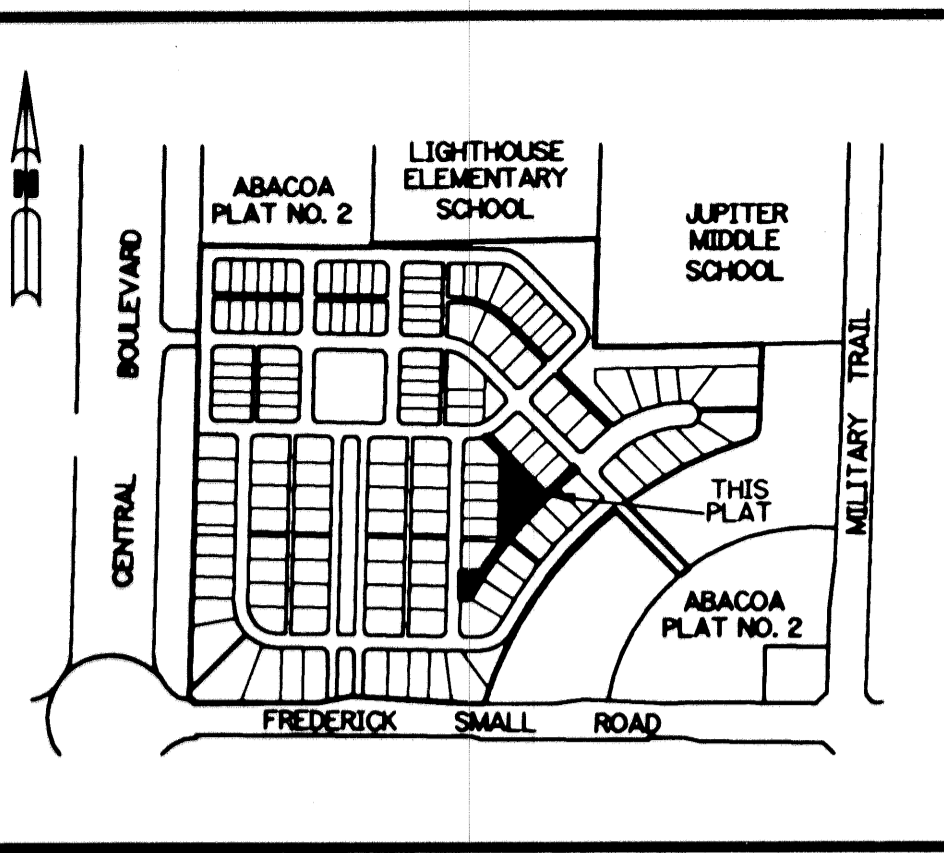 LIGHTHOUSE
ELEMENTARY
SCHOOL
ABACOA
PLAT NO. 2
JUPITER
MIDDLE
SCHOOL
N
CENTRAL BOULEVARD
MILITARY TRAIL
THIS
PLAT
ABACOA
PLAT NO. 2
FREDERICK SMALL ROAD